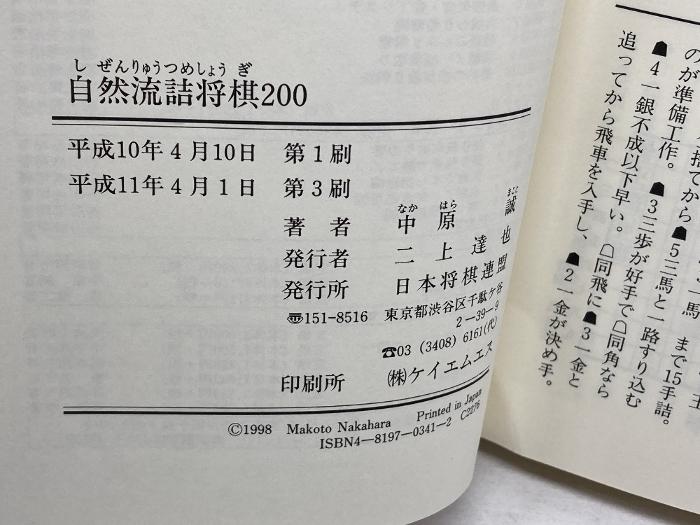 しぜんりゅうつめしょうぎ
自然流詰将棋200
平成10年4月10日 第1刷
平成11年4月1日 第3刷
なか はら まこと
著者 中原 誠
発行者 二上達也
発行所 日本将棋連盟
〠151-8516 東京都渋谷区千駄ケ谷
2―39―9
☎03 (3408) 6161(代)
印刷所 ㈱ケイエムエス
©1998 Makoto Nakahara Printed in Japan
ISBN4―8197-0341-2 C2276
まで15手詰。
のが準備工作。☗3三歩が好手で☖同角なら
☗4一銀不成以下早い。☖同飛に☗3一金と
追ってから飛車を入手し、☗2一金が決め手。
捨てから☗5三馬と一路すり込む